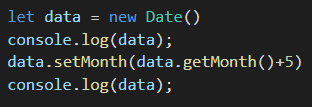 let data = new Date()
console.log(data);
data.setMonth(data.getMonth()+5)
console.log(data);